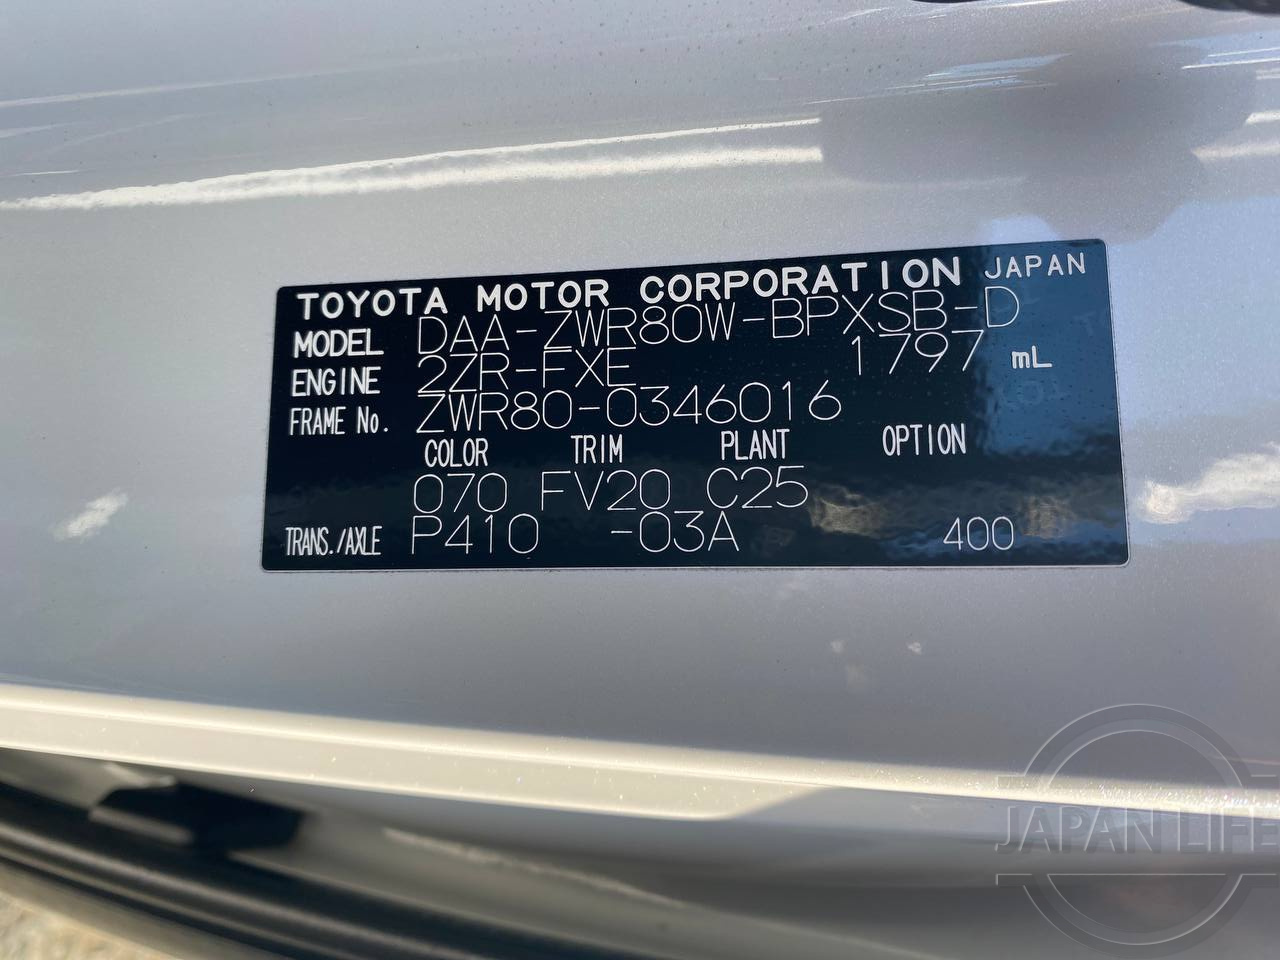 TOYOTA MOTOR CORPORATION JAPAN
MODEL DAA-ZWR80W-BPXSB-D
ENGINE 2ZR-FXE 1797 mL
FRAME No. ZWR80-0346016
COLOR TRIM PLANT OPTION
070 FV20 C25
TRANS./AXLE P410 -03A 400
JAPAN LIFE